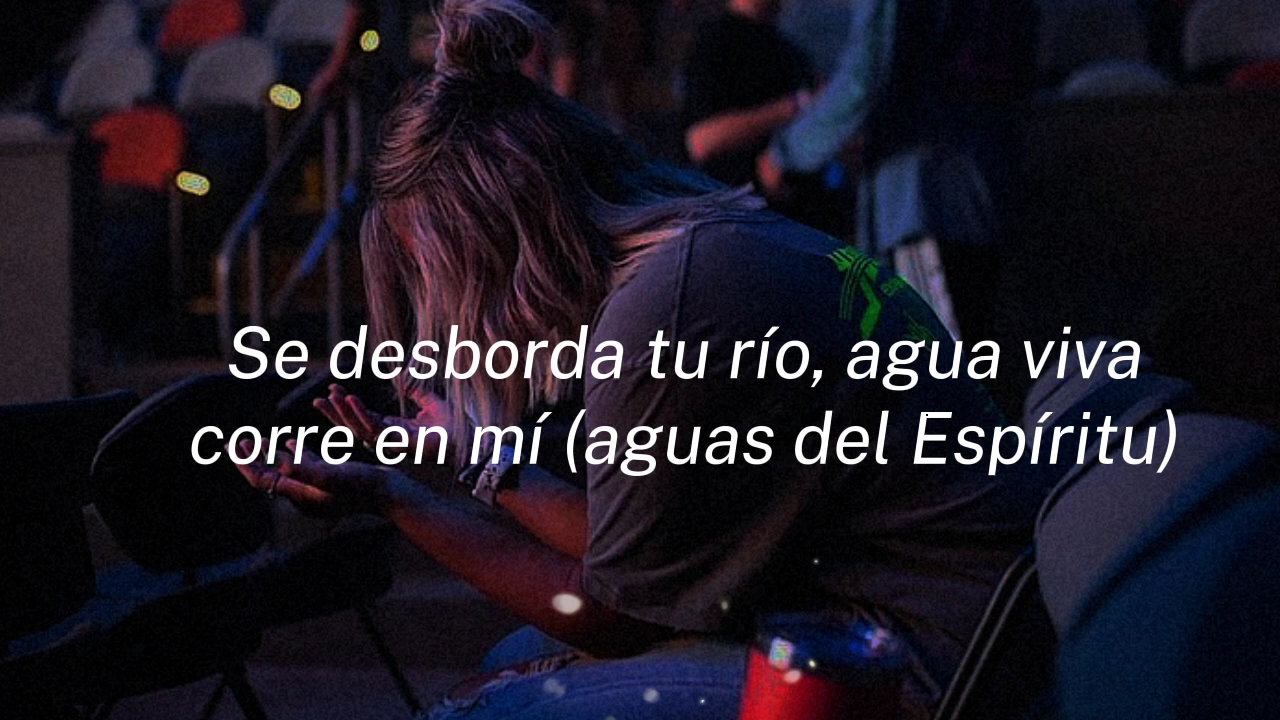 Se desborda tu río, agua viva
corre en mí (aguas del Espíritu)